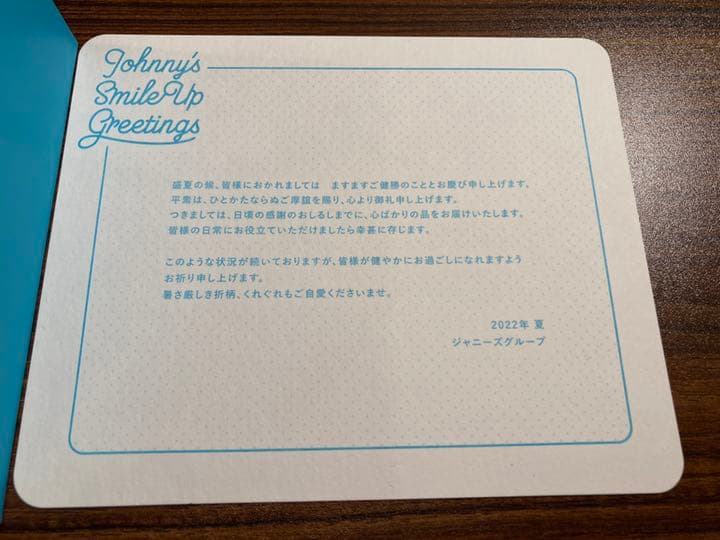 Johnny's
Smile Up
Greetings
盛夏の候、皆様におかれましては　ますますご健勝のこととお慶び申し上げます。
平素は、ひとかたならぬご厚誼を賜り、心より御礼申し上げます。
つきましては、日頃の感謝のおしるしまでに、心ばかりの品をお届けいたします。
皆様の日常にお役立ていただけましたら幸甚に存じます。
このような状況が続いておりますが、皆様が健やかにお過ごしになれますよう
お祈り申し上げます。
暑さ厳しき折柄、くれぐれもご自愛くださいませ。
2022年 夏
ジャニーズグループ